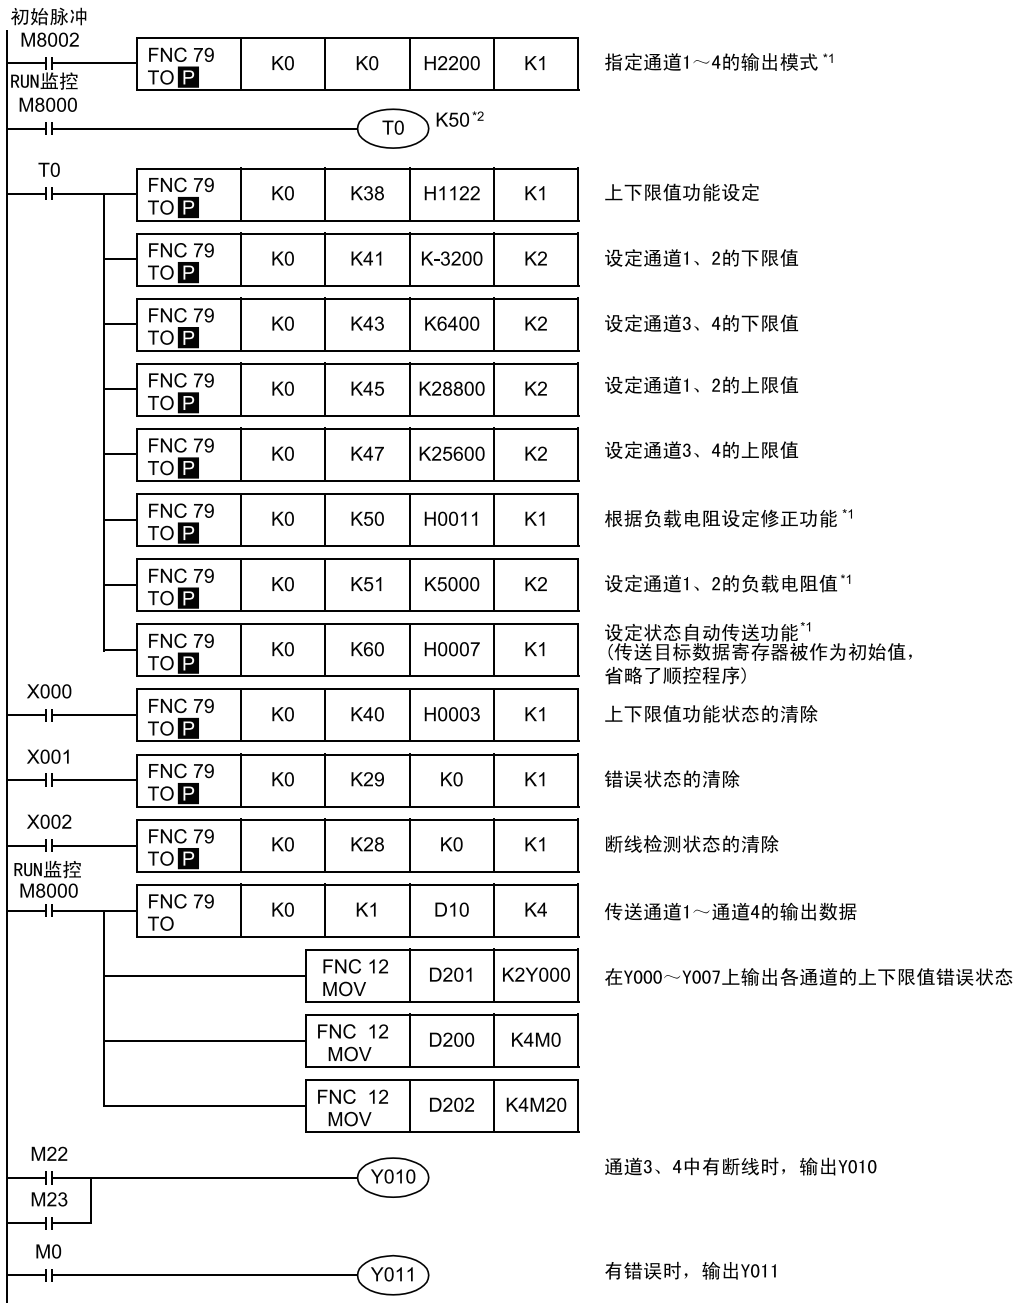 初始脉冲
M8002
FNC 79 TO P K0 K0 H2200 K1 指定通道1～4的输出模式*1
RUN监控
M8000
T0 K50*2
T0
FNC 79 TO P K0 K38 H1122 K1 上下限值功能设定
FNC 79 TO P K0 K41 K-3200 K2 设定通道1、2的下限值
FNC 79 TO P K0 K43 K6400 K2 设定通道3、4的下限值
FNC 79 TO P K0 K45 K28800 K2 设定通道1、2的上限值
FNC 79 TO P K0 K47 K25600 K2 设定通道3、4的上限值
FNC 79 TO P K0 K50 H0011 K1 根据负载电阻设定修正功能*1
FNC 79 TO P K0 K51 K5000 K2 设定通道1、2的负载电阻值*1
FNC 79 TO P K0 K60 H0007 K1 设定状态自动传送功能*1
(传送目标数据寄存器被作为初始值，
省略了顺控程序)
X000
FNC 79 TO P K0 K40 H0003 K1 上下限值功能状态的清除
X001
FNC 79 TO P K0 K29 K0 K1 错误状态的清除
X002
FNC 79 TO P K0 K28 K0 K1 断线检测状态的清除
RUN监控
M8000
FNC 79 TO K0 K1 D10 K4 传送通道1～通道4的输出数据
FNC 12 MOV D201 K2Y000 在Y000～Y007上输出各通道的上下限值错误状态
FNC 12 MOV D200 K4M0
FNC 12 MOV D202 K4M20
M22
Y010 通道3、4中有断线时，输出Y010
M23
M0
Y011 有错误时，输出Y011